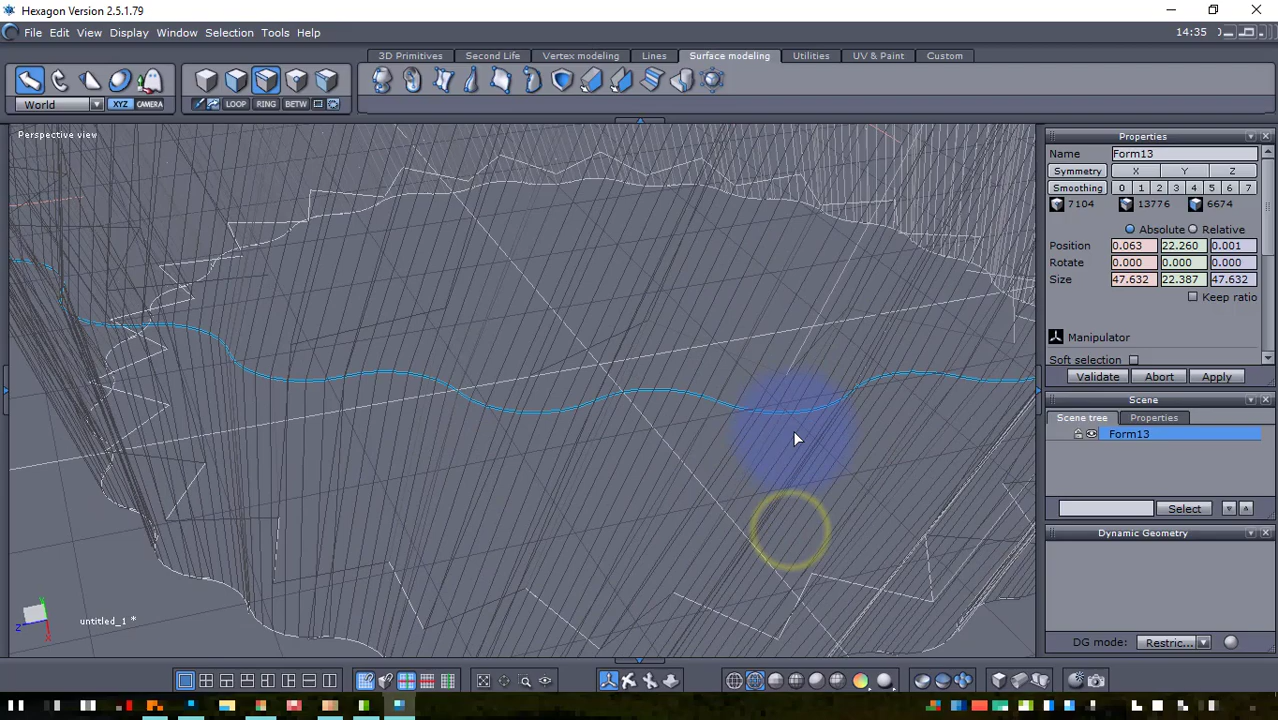 Hexagon Version 2.5.1.79
File Edit View Display Window Selection Tools Help
14:35
3D Primitives Second Life Vertex modeling Lines Surface modeling Utilities UV & Paint Custom
World XYZ CAMERA LOOP RING BETW
Perspective view
Properties
Name Form13
Symmetry X Y Z
Smoothing 0 1 2 3 4 5 6 7
7104 13776 6674
Absolute Relative
Position 0.063 22.260 0.001
Rotate 0.000 0.000 0.000
Size 47.632 22.387 47.632
Keep ratio
Manipulator
Soft selection
Validate Abort Apply
Scene
Scene tree Properties
Form13
Select
Dynamic Geometry
Y
Z
X
untitled_1 *
DG mode: Restric...